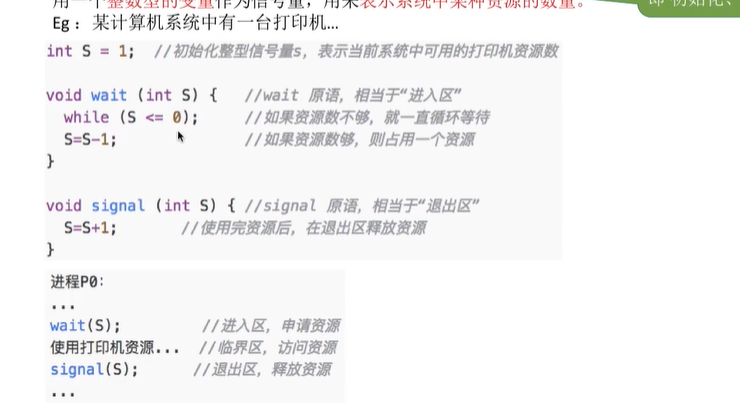 用一个整数型的变量作为信号量，用来表示系统中某种资源的数量。
Eg：某计算机系统中有一台打印机…
int S = 1;  //初始化整型信号量s，表示当前系统中可用的打印机资源数
void wait (int S) {   //wait 原语，相当于“进入区”
while (S <= 0);      //如果资源数不够，就一直循环等待
S=S-1;               //如果资源数够，则占用一个资源
}
void signal (int S) { //signal 原语，相当于“退出区”
S=S+1;        //使用完资源后，在退出区释放资源
}
进程P0:
...
wait(S);          //进入区，申请资源
使用打印机资源...  //临界区，访问资源
signal(S);       //退出区，释放资源
...